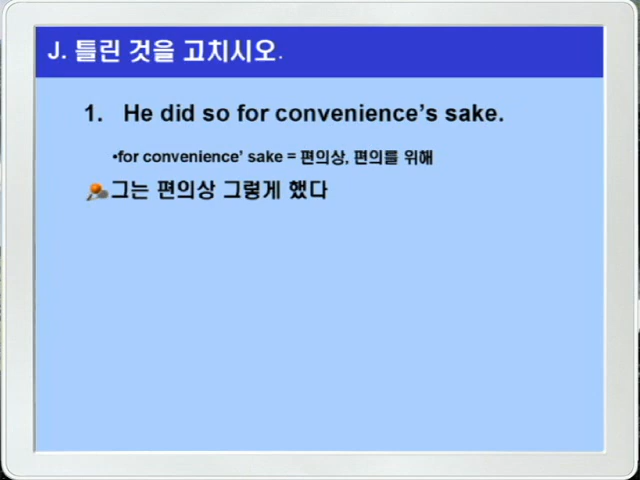 J. 틀린 것을 고치시오.
1. He did so for convenience’s sake.
•for convenience’ sake = 편의상, 편의를 위해
그는 편의상 그렇게 했다